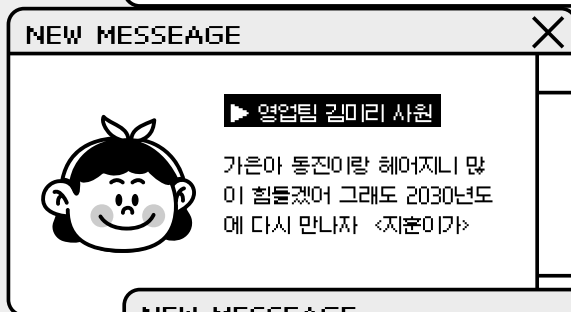 NEW MESSEAGE
▶ 영업팀 김미리 사원
가은아 동진이랑 헤어지니 많
이 힘들겠어 그래도 2030년도
에 다시 만나자 <지훈이가>
NEW MESSEAGE